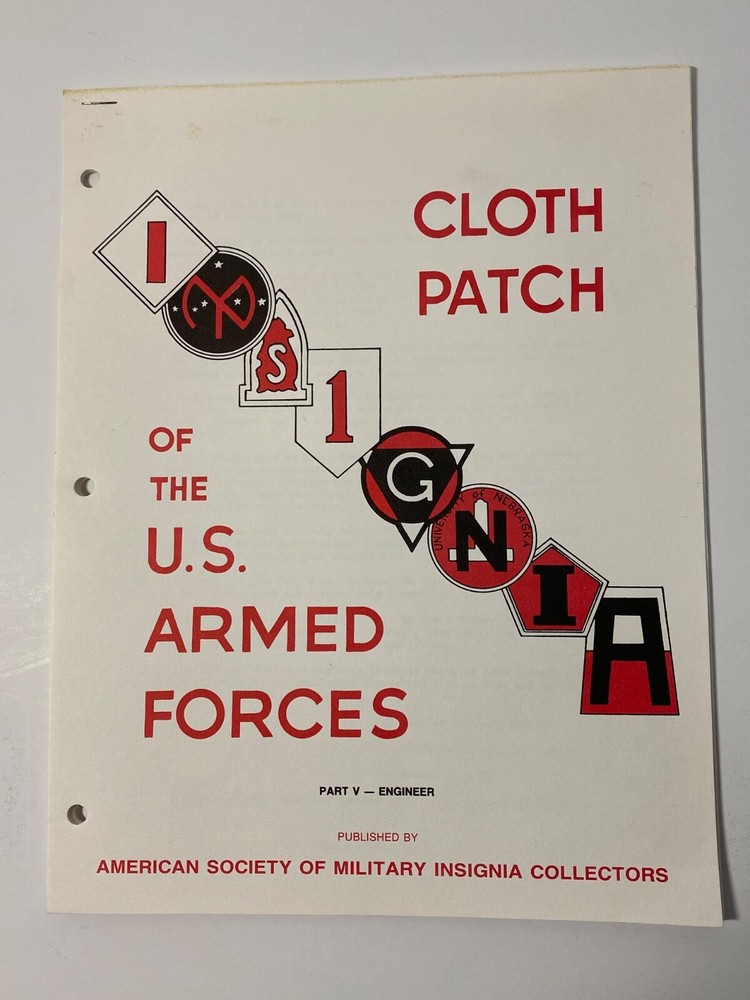 CLOTH
PATCH
I
NY
S
1
G
UNIVERSITY of NEBRASKA
N
I
A
OF
THE
U.S.
ARMED
FORCES
PART V — ENGINEER
PUBLISHED BY
AMERICAN SOCIETY OF MILITARY INSIGNIA COLLECTORS